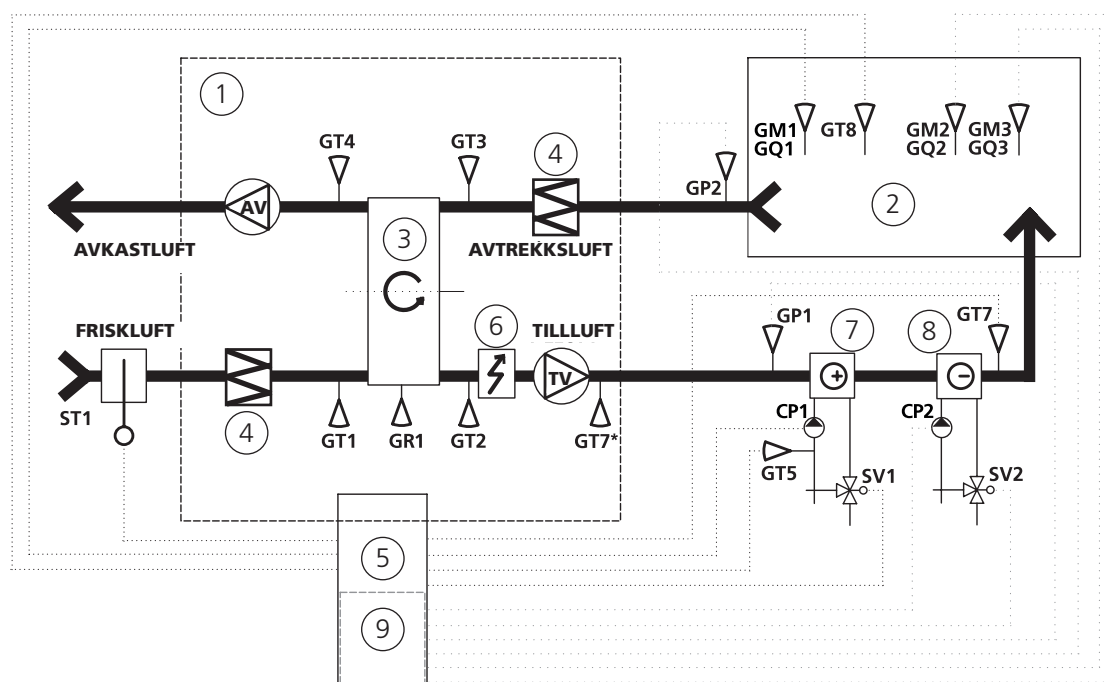 1
GT4
GT3
4
GM1
GQ1
GT8
GM2
GQ2
GM3
GQ3
GP2
2
AV
3
AVKASTLUFT
AVTREKKSLUFT
FRISKLUFT
6
TILLLUFT
GP1
7
8
GT7
TV
ST1
4
GT1
GR1
GT2
GT7*
CP1
CP2
GT5
SV1
SV2
5
9